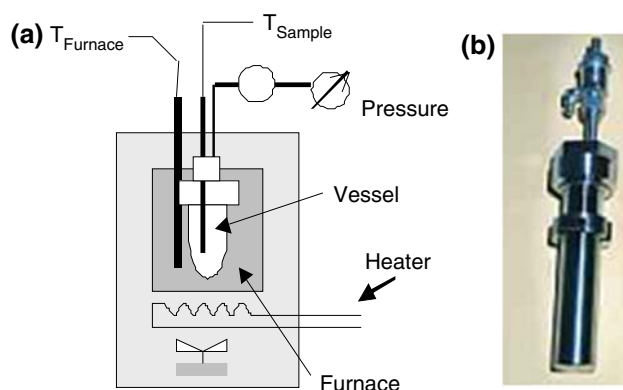 (a) T_Furnace
T_Sample
(b)
Pressure
Vessel
Heater
Furnace